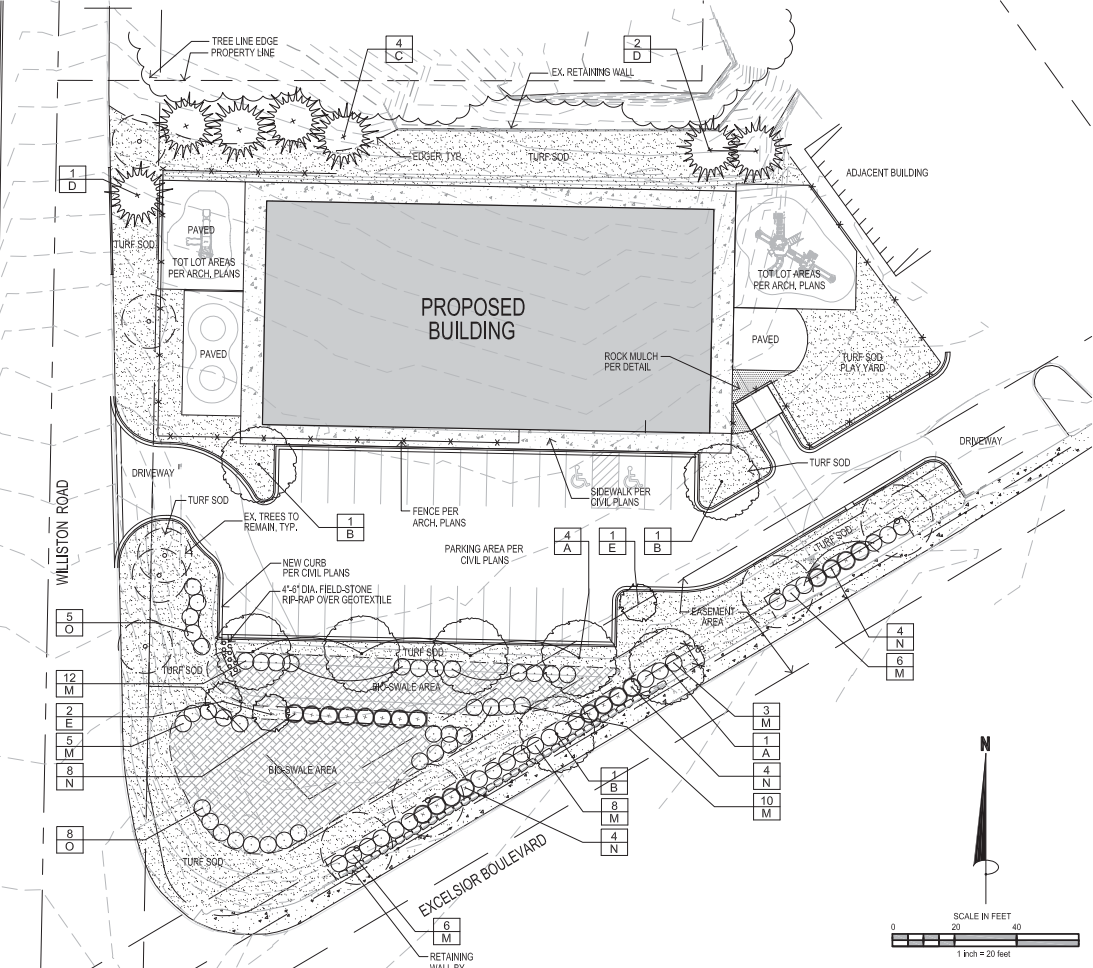 TREE LINE EDGE
PROPERTY LINE
4
C
2
D
EX. RETAINING WALL
EDGER, TYP.
TURF SOD
ADJACENT BUILDING
1
D
PAVED
TURF SOD
TOT LOT AREAS
PER ARCH. PLANS
TOT LOT AREAS
PER ARCH. PLANS
PROPOSED
BUILDING
PAVED
ROCK MULCH
PER DETAIL
PAVED
TURF SOD
PLAY YARD
DRIVEWAY
DRIVEWAY
TURF SOD
TURF SOD
SIDEWALK PER
CIVIL PLANS
FENCE PER
ARCH. PLANS
EX. TREES TO
REMAIN, TYP.
1
B
4
A
1
E
1
B
TURF SOD
WILLISTON ROAD
PARKING AREA PER
CIVIL PLANS
NEW CURB
PER CIVIL PLANS
4"-6" DIA. FIELD-STONE
RIP-RAP OVER GEOTEXTILE
EASEMENT
AREA
5
O
4
N
6
M
TURF SOD
TURF SOD
12
M
BIO-SWALE AREA
2
E
3
M
5
M
1
A
8
N
BIO-SWALE AREA
4
N
1
B
10
M
8
M
8
O
4
N
TURF SOD
EXCELSIOR BOULEVARD
6
M
RETAINING
WALL BY
N
SCALE IN FEET
0 20 40
1 inch = 20 feet